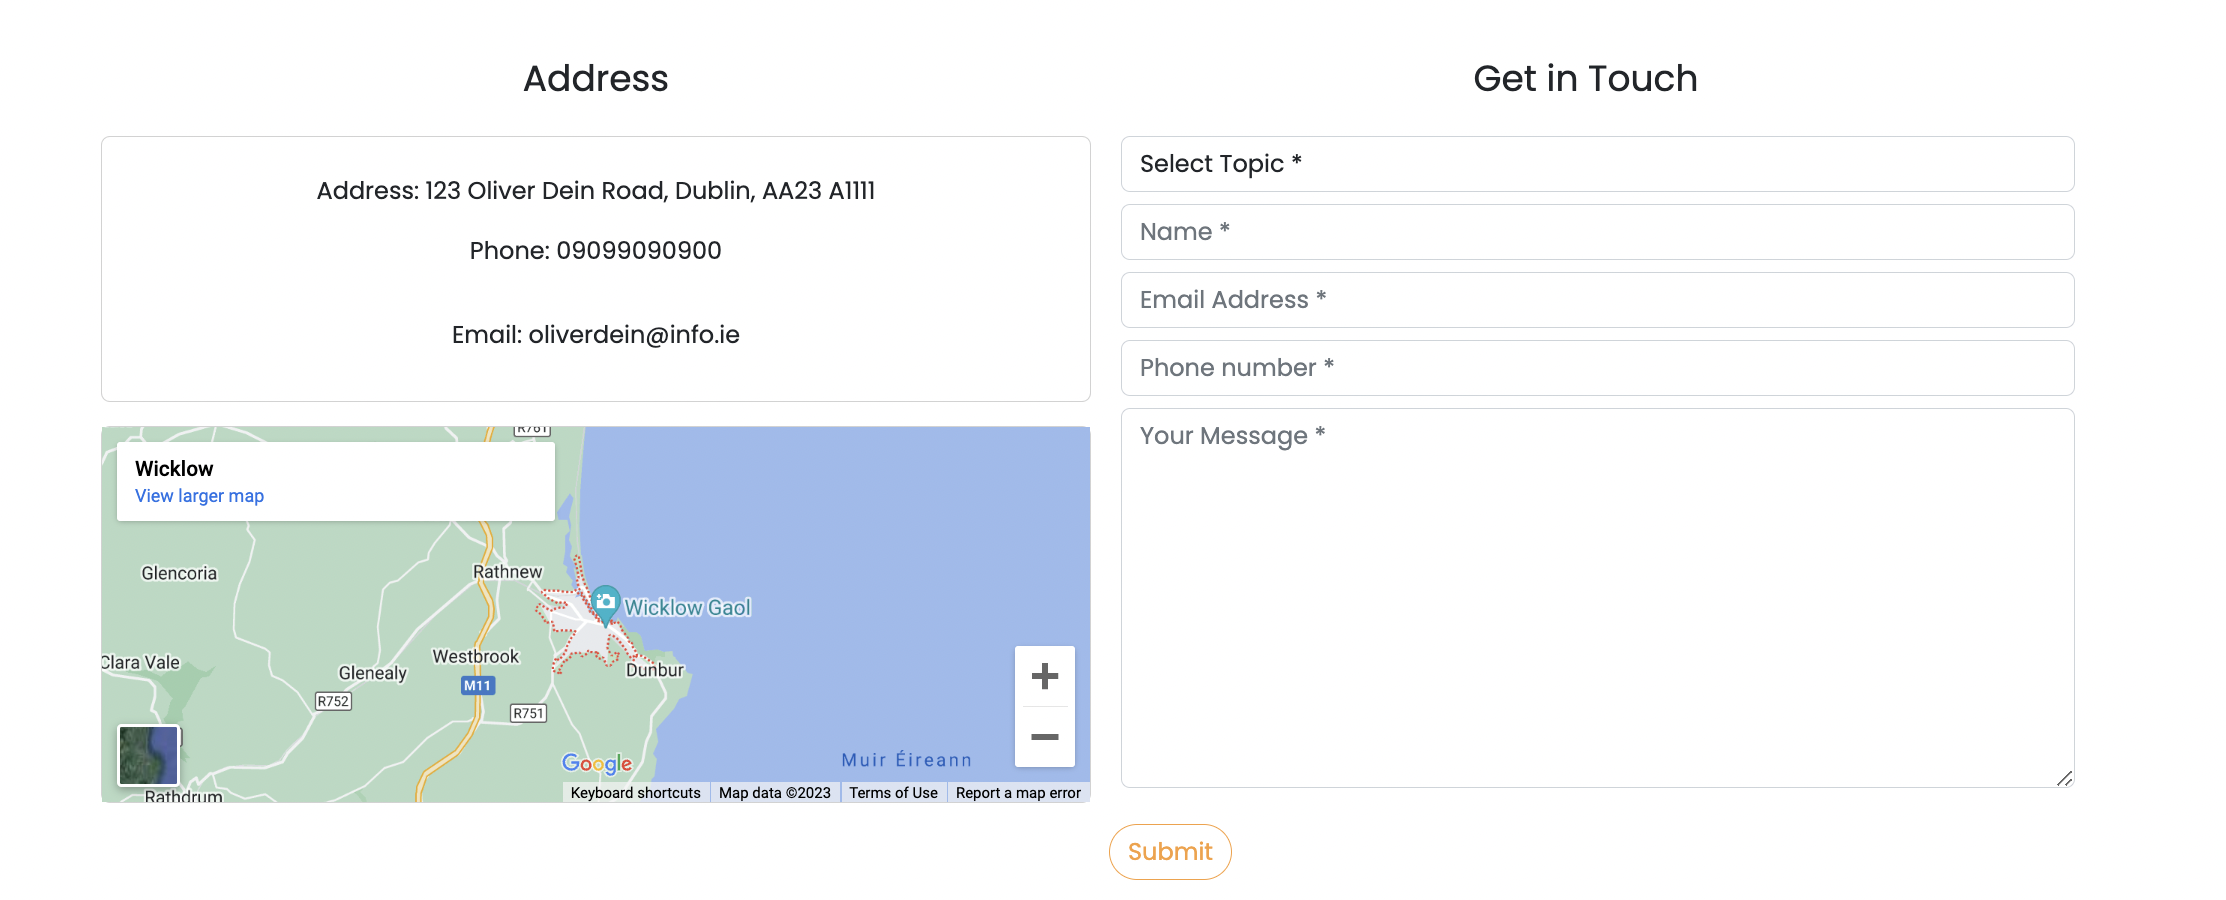 Address
Address: 123 Oliver Dein Road, Dublin, AA23 A1111
Phone: 09099090900
Email: oliverdein@info.ie
R761
Wicklow
View larger map
Glencoria
Rathnew
Wicklow Gaol
Clara Vale
Glenealy
Westbrook
Dunbur
M11
R752
R751
Google
Muir Éireann
Rathdrum
Keyboard shortcuts
Map data ©2023
Terms of Use
Report a map error
Get in Touch
Select Topic *
Name *
Email Address *
Phone number *
Your Message *
Submit